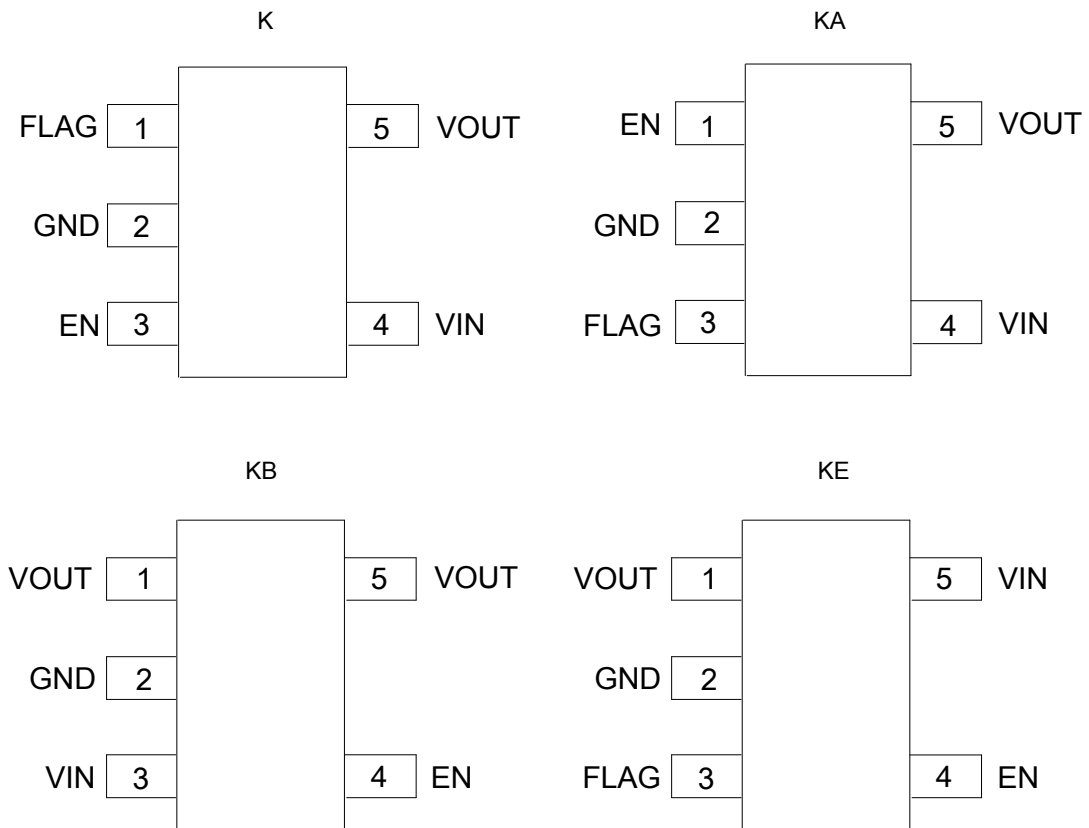 K
FLAG 1 5 VOUT
GND 2
EN 3 4 VIN
KA
EN 1 5 VOUT
GND 2
FLAG 3 4 VIN
KB
VOUT 1 5 VOUT
GND 2
VIN 3 4 EN
KE
VOUT 1 5 VIN
GND 2
FLAG 3 4 EN